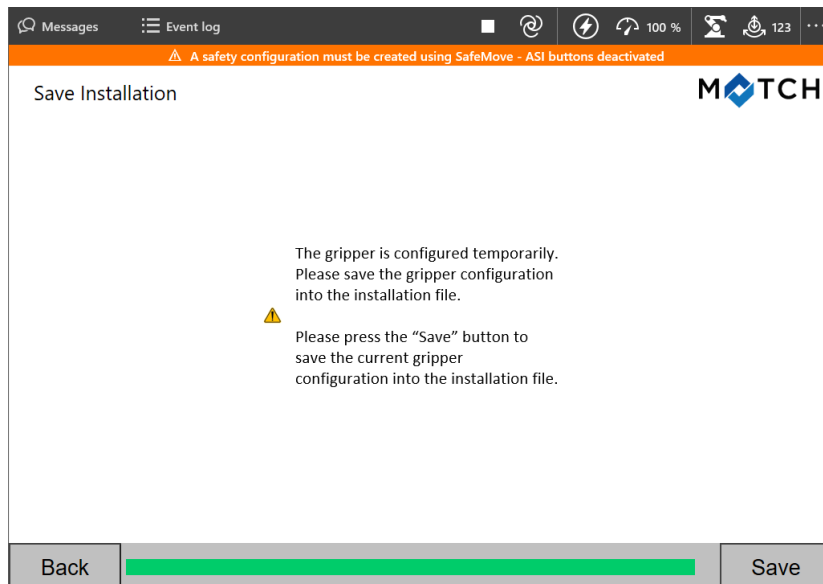 Messages
Event log
100 %
123
A safety configuration must be created using SafeMove - ASI buttons deactivated
Save Installation
MATCH
The gripper is configured temporarily.
Please save the gripper configuration
into the installation file.
Please press the “Save” button to
save the current gripper
configuration into the installation file.
Back
Save